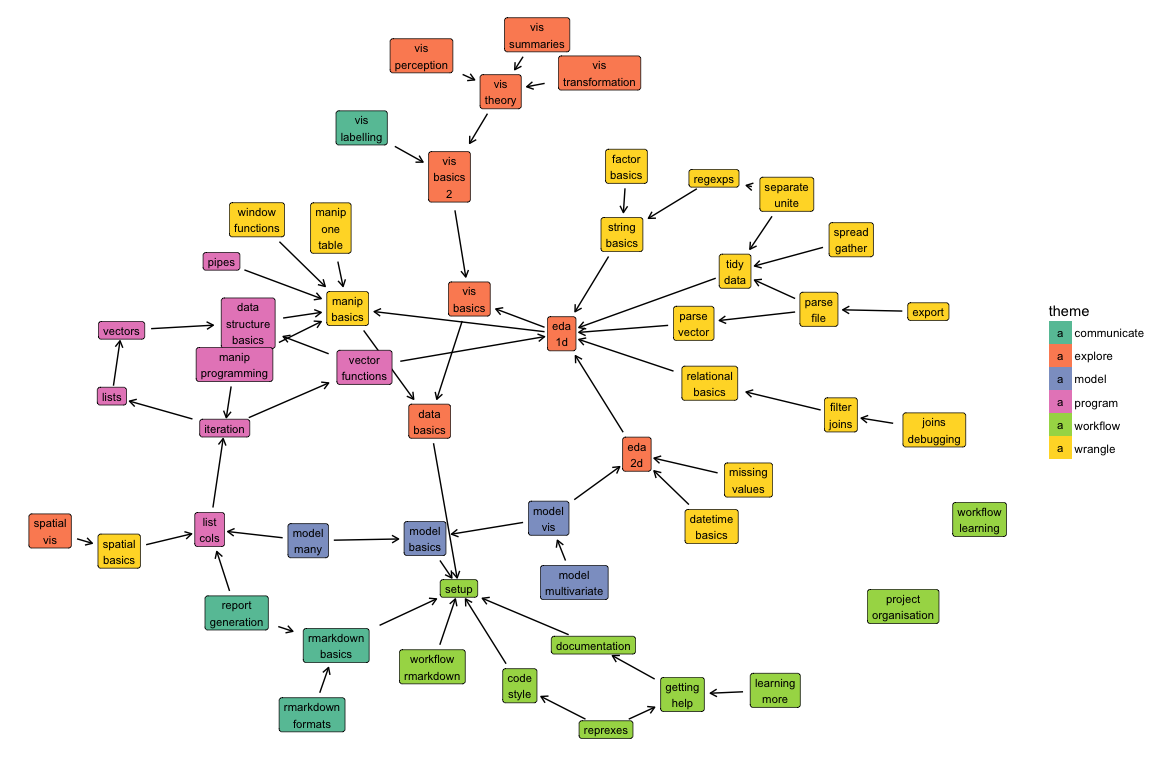 vis
summaries
vis
perception
vis
transformation
vis
theory
vis
labelling
vis
basics
2
factor
basics
regexps
separate
unite
window
functions
manip
one
table
string
basics
spread
gather
pipes
tidy
data
vis
basics
manip
basics
data
structure
basics
parse
file
export
vectors
parse
vector
eda
1d
manip
programming
vector
functions
relational
basics
lists
filter
joins
joins
debugging
iteration
data
basics
eda
2d
missing
values
spatial
vis
list
cols
spatial
basics
model
many
model
basics
model
vis
datetime
basics
workflow
learning
setup
model
multivariate
report
generation
project
organisation
rmarkdown
basics
documentation
workflow
rmarkdown
code
style
getting
help
learning
more
rmarkdown
formats
reprexes
theme
a communicate
a explore
a model
a program
a workflow
a wrangle